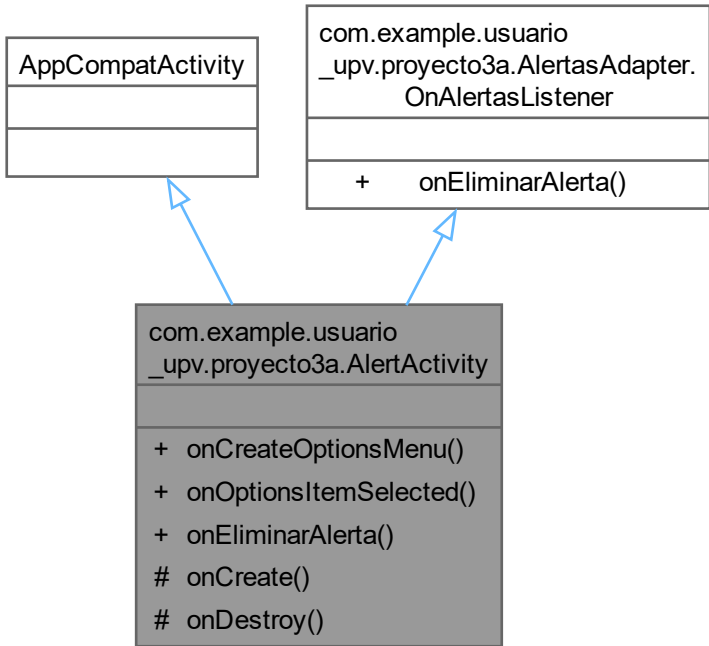 AppCompatActivity
com.example.usuario
_upv.proyecto3a.AlertasAdapter.
OnAlertasListener
+ onEliminarAlerta()
com.example.usuario
_upv.proyecto3a.AlertActivity
+ onCreateOptionsMenu()
+ onOptionsItemSelected()
+ onEliminarAlerta()
# onCreate()
# onDestroy()